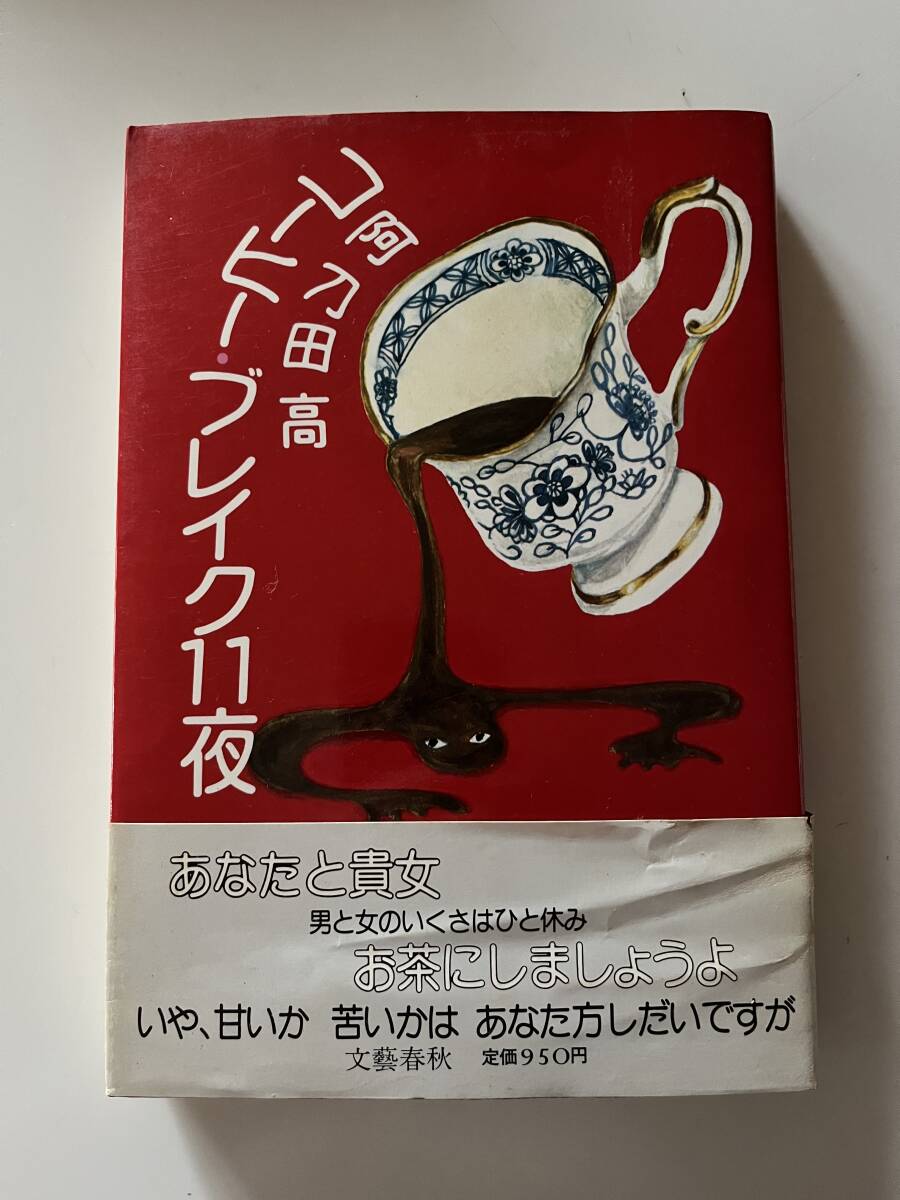 コーヒー・ブレイク11夜
阿刀田高
あなたと貴女
男と女のいくさはひと休み
お茶にしましょうよ
いや、甘いか 苦いかは あなた方しだいですが
文藝春秋 定価950円